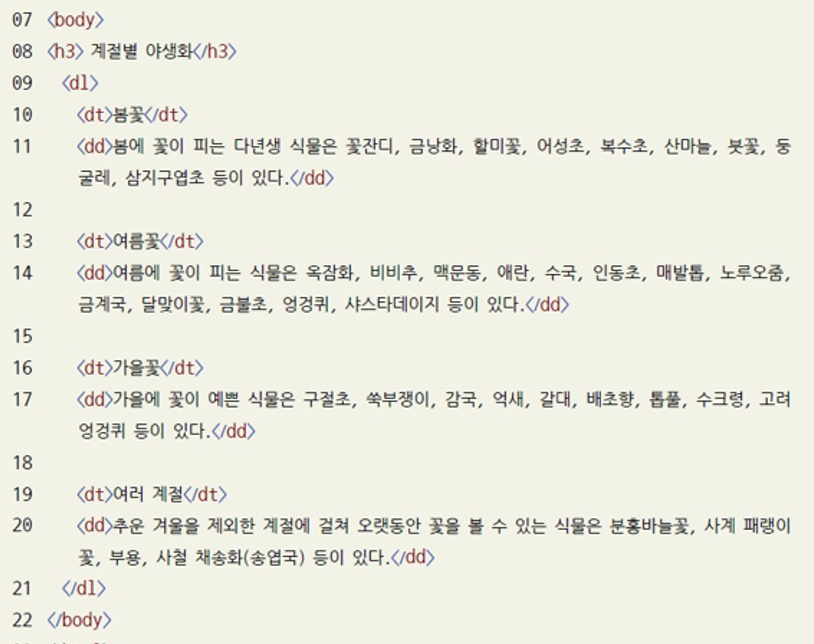 07 <body>
08 <h3> 계절별 야생화</h3>
09 <dl>
10 <dt>봄꽃</dt>
11 <dd>봄에 꽃이 피는 다년생 식물은 꽃잔디, 금낭화, 할미꽃, 어성초, 복수초, 산마늘, 붓꽃, 둥
굴레, 삼지구엽초 등이 있다.</dd>
12
13 <dt>여름꽃</dt>
14 <dd>여름에 꽃이 피는 식물은 옥잠화, 비비추, 맥문동, 애란, 수국, 인동초, 매발톱, 노루오줌,
금계국, 달맞이꽃, 금불초, 엉겅퀴, 샤스타데이지 등이 있다.</dd>
15
16 <dt>가을꽃</dt>
17 <dd>가을에 꽃이 예쁜 식물은 구절초, 쑥부쟁이, 감국, 억새, 갈대, 배초향, 톱풀, 수크령, 고려
엉겅퀴 등이 있다.</dd>
18
19 <dt>여러 계절</dt>
20 <dd>추운 겨울을 제외한 계절에 걸쳐 오랫동안 꽃을 볼 수 있는 식물은 분홍바늘꽃, 사계 패랭이
꽃, 부용, 사철 채송화(송엽국) 등이 있다.</dd>
21 </dl>
22 </body>